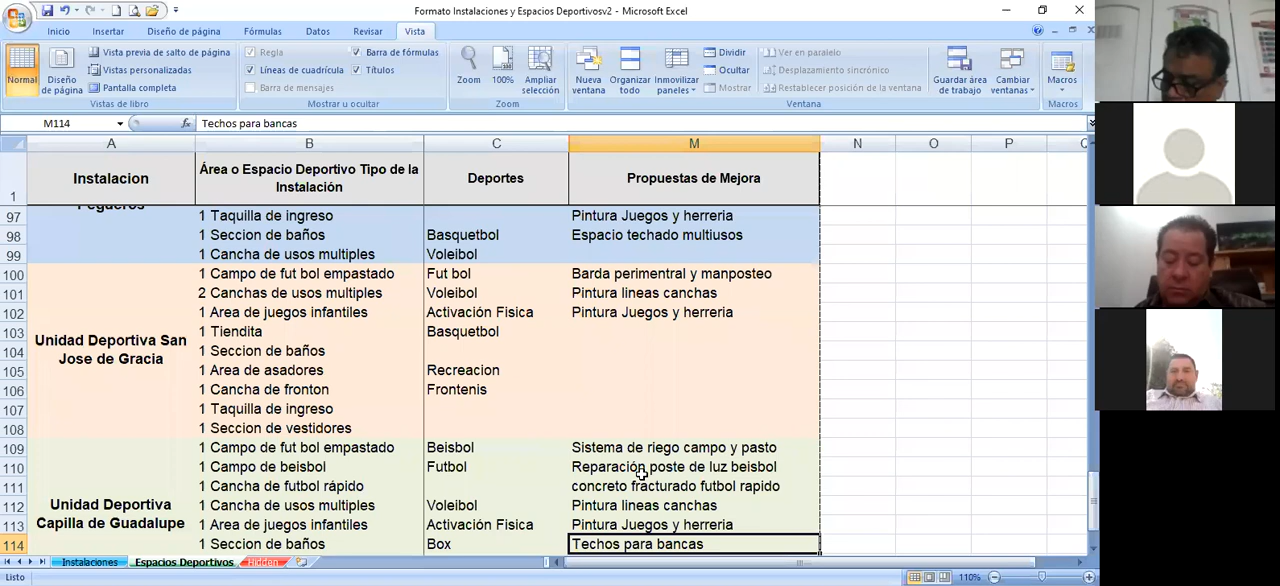 Formato Instalaciones y Espacios Deportivosv2 - Microsoft Excel
Inicio Insertar Diseño de página Fórmulas Datos Revisar Vista
Normal
Diseño de página
Vista previa de salto de página
Vistas personalizadas
Pantalla completa
Vistas de libro
Regla
Barra de fórmulas
Líneas de cuadrícula
Títulos
Barra de mensajes
Mostrar u ocultar
Zoom
100%
Ampliar selección
Zoom
Nueva ventana
Organizar todo
Inmovilizar paneles
Dividir
Ocultar
Mostrar
Ver en paralelo
Desplazamiento sincrónico
Restablecer posición de la ventana
Guardar área de trabajo
Cambiar ventanas
Ventana
Macros
Macros
M114 fx Techos para bancas
A B C M N O P
1 Instalacion Área o Espacio Deportivo Tipo de la Instalación Deportes Propuestas de Mejora
Pegueros
97 1 Taquilla de ingreso Pintura Juegos y herreria
98 1 Seccion de baños Basquetbol Espacio techado multiusos
99 1 Cancha de usos multiples Voleibol
100 1 Campo de fut bol empastado Fut bol Barda perimentral y manposteo
101 2 Canchas de usos multiples Voleibol Pintura lineas canchas
102 1 Area de juegos infantiles Activación Fisica Pintura Juegos y herreria
103 1 Tiendita Basquetbol
Unidad Deportiva San Jose de Gracia
104 1 Seccion de baños
105 1 Area de asadores Recreacion
106 1 Cancha de fronton Frontenis
107 1 Taquilla de ingreso
108 1 Seccion de vestidores
109 1 Campo de fut bol empastado Beisbol Sistema de riego campo y pasto
110 1 Campo de beisbol Futbol Reparación poste de luz beisbol
111 1 Cancha de futbol rápido concreto fracturado futbol rapido
Unidad Deportiva Capilla de Guadalupe
112 1 Cancha de usos multiples Voleibol Pintura lineas canchas
113 1 Area de juegos infantiles Activación Física Pintura Juegos y herreria
114 1 Seccion de baños Box Techos para bancas
Instalaciones Espacios Deportivos Hidden
Listo 110%